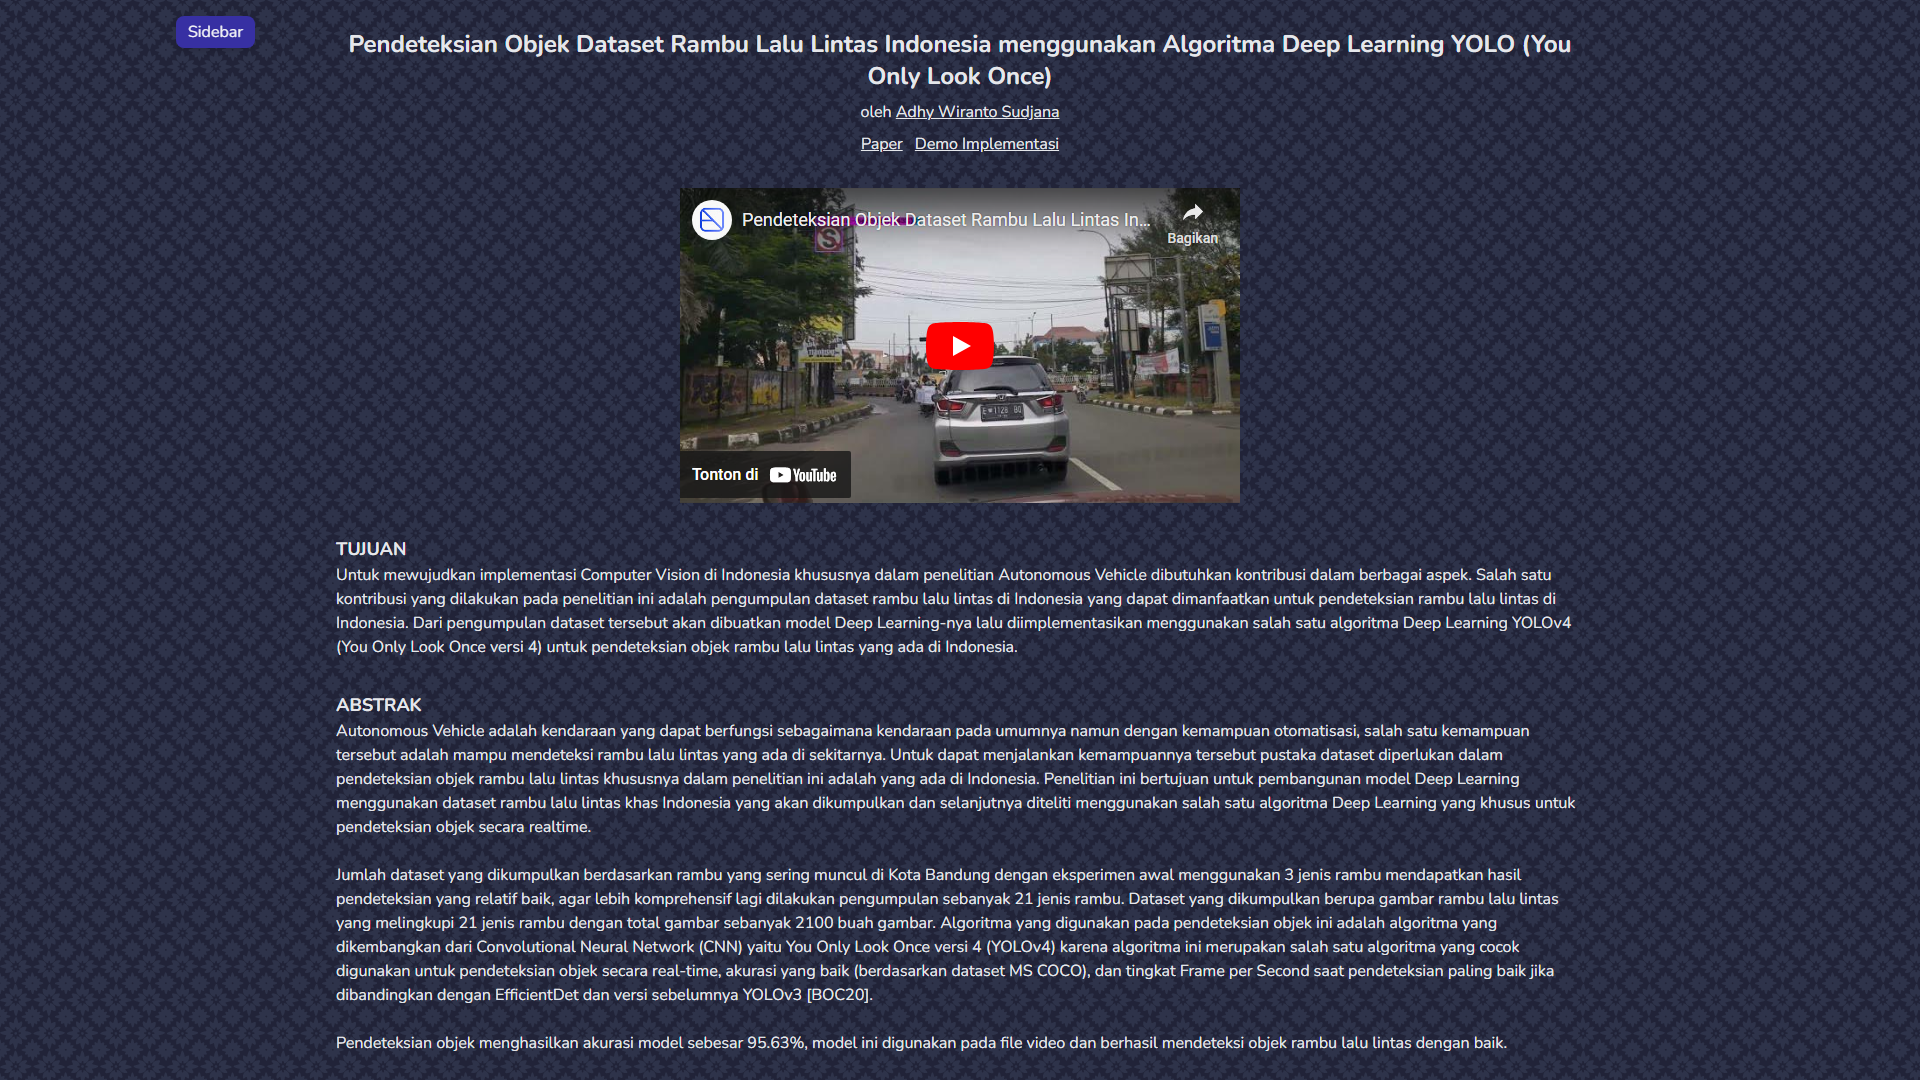 Sidebar
Pendeteksian Objek Dataset Rambu Lalu Lintas Indonesia menggunakan Algoritma Deep Learning YOLO (You
Only Look Once)
oleh Adhy Wiranto Sudjana
Paper Demo Implementasi
Pendeteksian Objek Dataset Rambu Lalu Lintas In...
Bagikan
S
E 1126 BQ
Tonton di YouTube
TUJUAN
Untuk mewujudkan implementasi Computer Vision di Indonesia khususnya dalam penelitian Autonomous Vehicle dibutuhkan kontribusi dalam berbagai aspek. Salah satu
kontribusi yang dilakukan pada penelitian ini adalah pengumpulan dataset rambu lalu lintas di Indonesia yang dapat dimanfaatkan untuk pendeteksian rambu lalu lintas di
Indonesia. Dari pengumpulan dataset tersebut akan dibuatkan model Deep Learning-nya lalu diimplementasikan menggunakan salah satu algoritma Deep Learning YOLOv4
(You Only Look Once versi 4) untuk pendeteksian objek rambu lalu lintas yang ada di Indonesia.
ABSTRAK
Autonomous Vehicle adalah kendaraan yang dapat berfungsi sebagaimana kendaraan pada umumnya namun dengan kemampuan otomatisasi, salah satu kemampuan
tersebut adalah mampu mendeteksi rambu lalu lintas yang ada di sekitarnya. Untuk dapat menjalankan kemampuannya tersebut pustaka dataset diperlukan dalam
pendeteksian objek rambu lalu lintas khususnya dalam penelitian ini adalah yang ada di Indonesia. Penelitian ini bertujuan untuk pembangunan model Deep Learning
menggunakan dataset rambu lalu lintas khas Indonesia yang akan dikumpulkan dan selanjutnya diteliti menggunakan salah satu algoritma Deep Learning yang khusus untuk
pendeteksian objek secara realtime.
Jumlah dataset yang dikumpulkan berdasarkan rambu yang sering muncul di Kota Bandung dengan eksperimen awal menggunakan 3 jenis rambu mendapatkan hasil
pendeteksian yang relatif baik, agar lebih komprehensif lagi dilakukan pengumpulan sebanyak 21 jenis rambu. Dataset yang dikumpulkan berupa gambar rambu lalu lintas
yang melingkupi 21 jenis rambu dengan total gambar sebanyak 2100 buah gambar. Algoritma yang digunakan pada pendeteksian objek ini adalah algoritma yang
dikembangkan dari Convolutional Neural Network (CNN) yaitu You Only Look Once versi 4 (YOLOv4) karena algoritma ini merupakan salah satu algoritma yang cocok
digunakan untuk pendeteksian objek secara real-time, akurasi yang baik (berdasarkan dataset MS COCO), dan tingkat Frame per Second saat pendeteksian paling baik jika
dibandingkan dengan EfficientDet dan versi sebelumnya YOLOv3 [BOC20].
Pendeteksian objek menghasilkan akurasi model sebesar 95.63%, model ini digunakan pada file video dan berhasil mendeteksi objek rambu lalu lintas dengan baik.